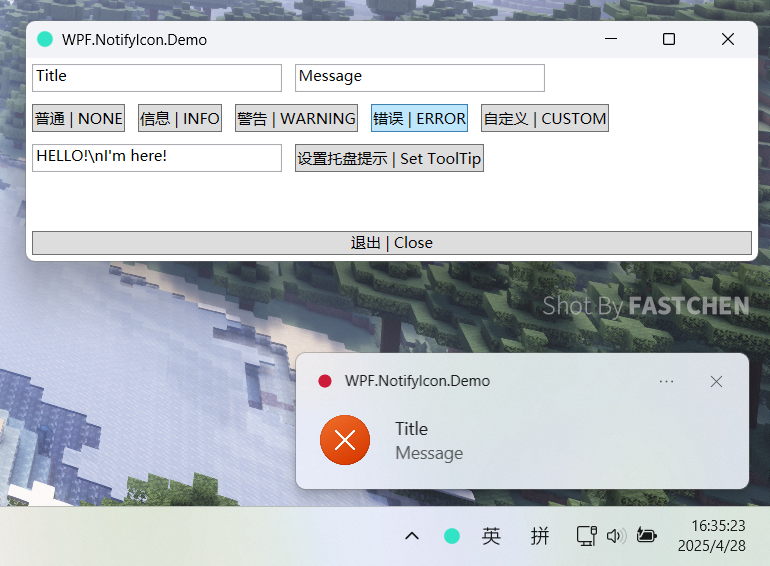 WPF.NotifyIcon.Demo
Title
Message
普通 | NONE
信息 | INFO
警告 | WARNING
错误 | ERROR
自定义 | CUSTOM
HELLO!\nI'm here!
设置托盘提示 | Set ToolTip
退出 | Close
Shot By FASTCHEN
WPF.NotifyIcon.Demo
Title
Message
英
拼
16:35:23
2025/4/28